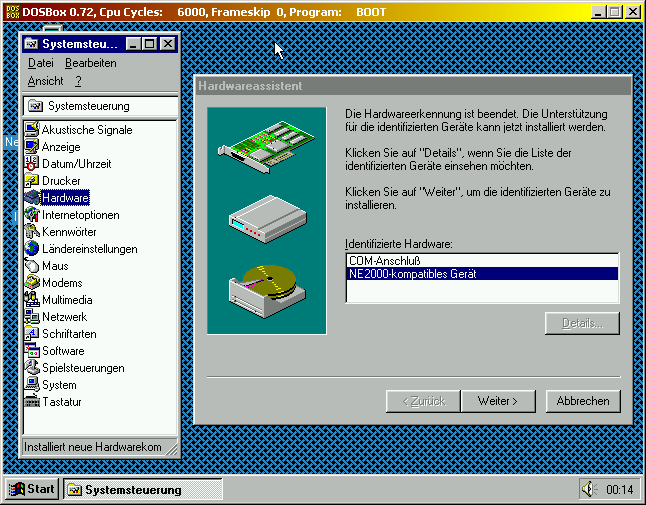 DOSBox 0.72, Cpu Cycles: 6000, Frameskip 0, Program: BOOT
Systemsteu...
Datei Bearbeiten
Ansicht ?
Systemsteuerung
Akustische Signale
Anzeige
Datum/Uhrzeit
Drucker
Hardware
Internetoptionen
Kennwörter
Ländereinstellungen
Maus
Modems
Multimedia
Netzwerk
Schriftarten
Software
Spielsteuerungen
System
Tastatur
Installiert neue Hardwarekom
Hardwareassistent
Die Hardwareerkennung ist beendet. Die Unterstützung
für die identifizierten Geräte kann jetzt installiert werden.
Klicken Sie auf "Details", wenn Sie die Liste der
identifizierten Geräte einsehen möchten.
Klicken Sie auf "Weiter", um die identifizierten Geräte zu
installieren.
Identifizierte Hardware:
COM-Anschluß
NE2000-kompatibles Gerät
Details...
< Zurück Weiter > Abbrechen
Start Systemsteuerung 00:14